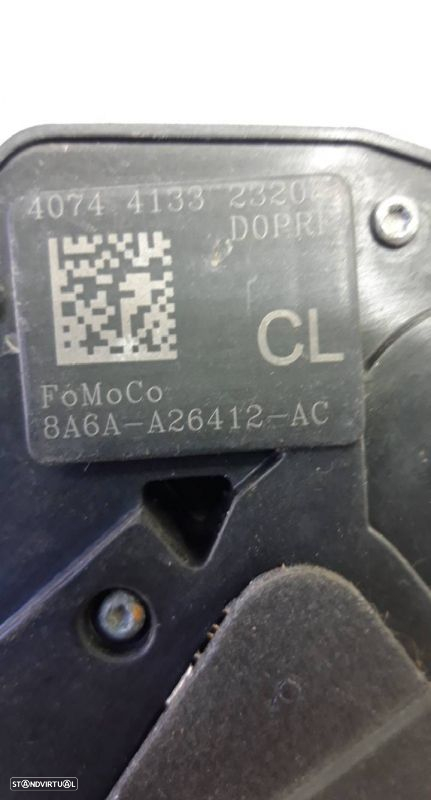 4074 4133 2320
D0PRI
CL
FoMoCo
8A6A-A26412-AC
STANDVIRTUAL